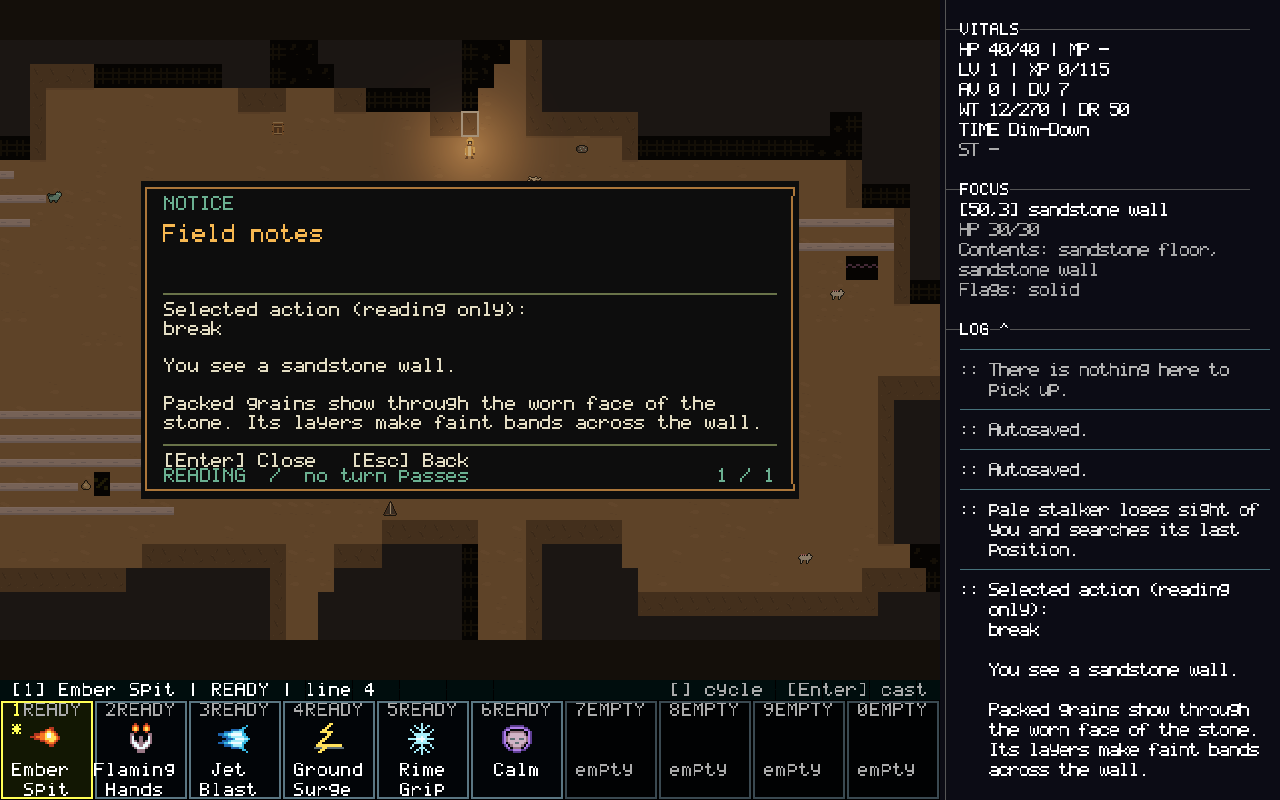 NOTICE
Field notes
Selected action (reading only):
break
You see a sandstone wall.
Packed grains show through the worn face of the
stone. Its layers make faint bands across the wall.
[Enter] Close [Esc] Back
READING / no turn passes 1 / 1
VITALS
HP 40/40 | MP -
LV 1 | XP 0/115
AV 0 | DV 7
WT 12/270 | DR 50
TIME Dim-Down
ST -
FOCUS
[50,3] sandstone wall
HP 30/30
Contents: sandstone floor,
sandstone wall
Flags: solid
LOG ^
:: There is nothing here to
pick up.
:: Autosaved.
:: Autosaved.
:: Pale stalker loses sight of
you and searches its last
position.
:: Selected action (reading
only):
break
You see a sandstone wall.
Packed grains show through
the worn face of the stone.
Its layers make faint bands
across the wall.
[1] Ember Spit | READY | line 4 [] cycle [Enter] cast
1READY 2READY 3READY 4READY 5READY 6READY 7EMPTY 8EMPTY 9EMPTY 0EMPTY
*
Ember Flaming Jet Ground Rime Calm empty empty empty empty
Spit Hands Blast Surge Grip